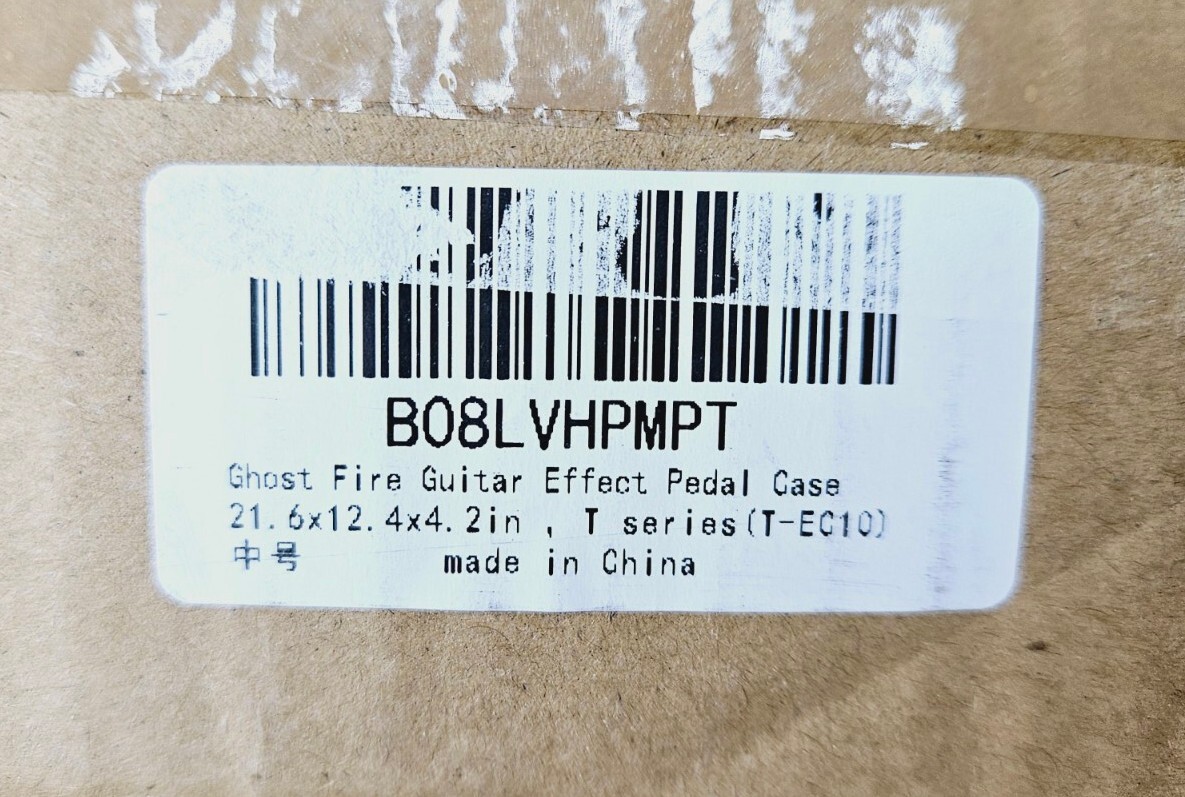 B08LVHPMPT
Ghost Fire Guitar Effect Pedal Case
21.6x12.4x4.2in , T series(T-EC10)
中号 made in China